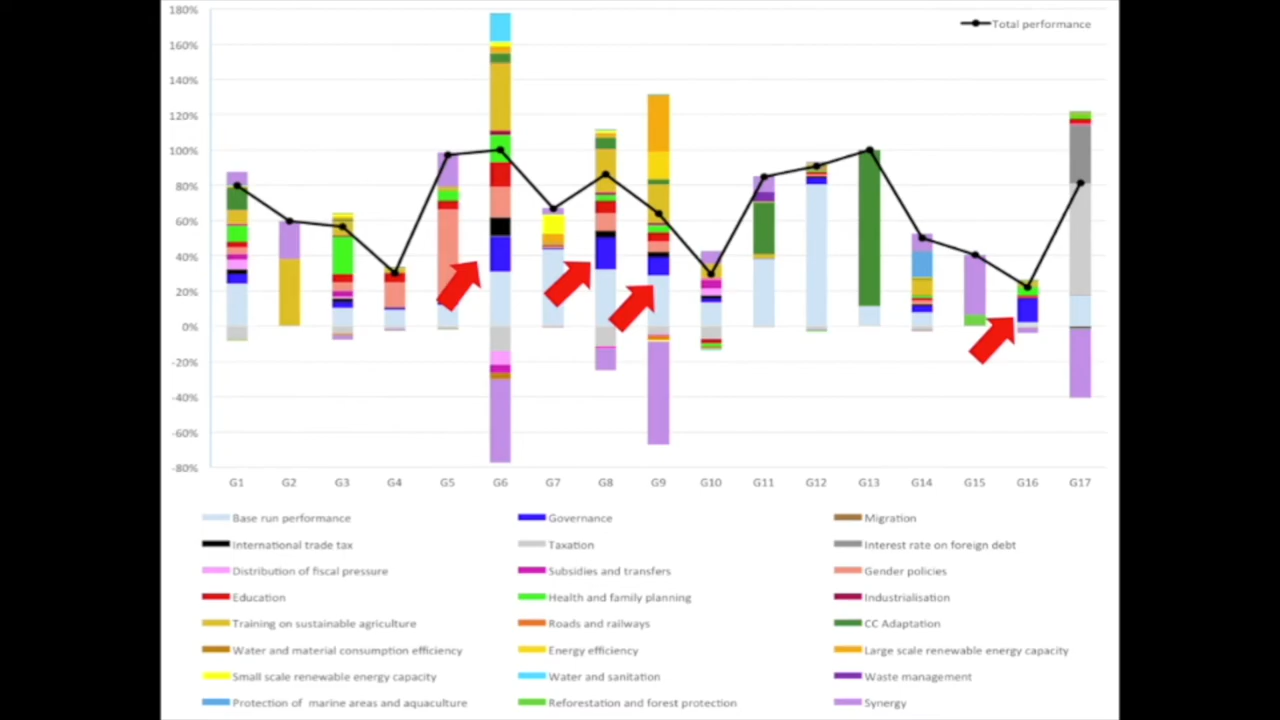 180%
Total performance
160%
140%
120%
100%
80%
60%
40%
20%
0%
-20%
-40%
-60%
-80%
G1 G2 G3 G4 G5 G6 G7 G8 G9 G10 G11 G12 G13 G14 G15 G16 G17
Base run performance Governance Migration
International trade tax Taxation Interest rate on foreign debt
Distribution of fiscal pressure Subsidies and transfers Gender policies
Education Health and family planning Industrialisation
Training on sustainable agriculture Roads and railways CC Adaptation
Water and material consumption efficiency Energy efficiency Large scale renewable energy capacity
Small scale renewable energy capacity Water and sanitation Waste management
Protection of marine areas and aquaculture Reforestation and forest protection Synergy